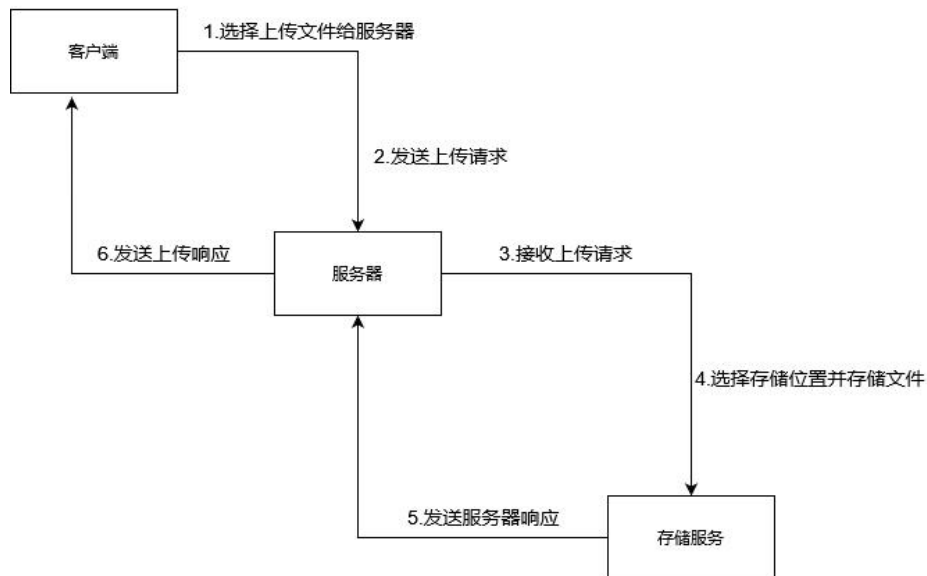 1.选择上传文件给服务器
客户端
2.发送上传请求
6.发送上传响应
3.接收上传请求
服务器
4.选择存储位置并存储文件
5.发送服务器响应
存储服务